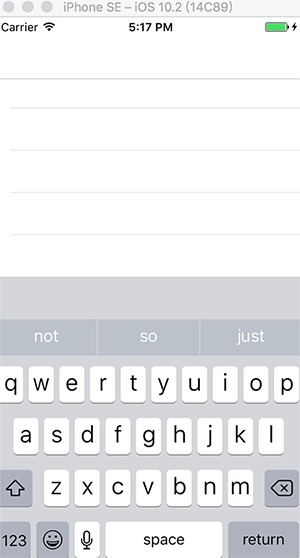 iPhone SE – iOS 10.2 (14C89)
Carrier 5:17 PM
not so just
q w e r t y u i o p
a s d f g h j k l
z x c v b n m
123 space return